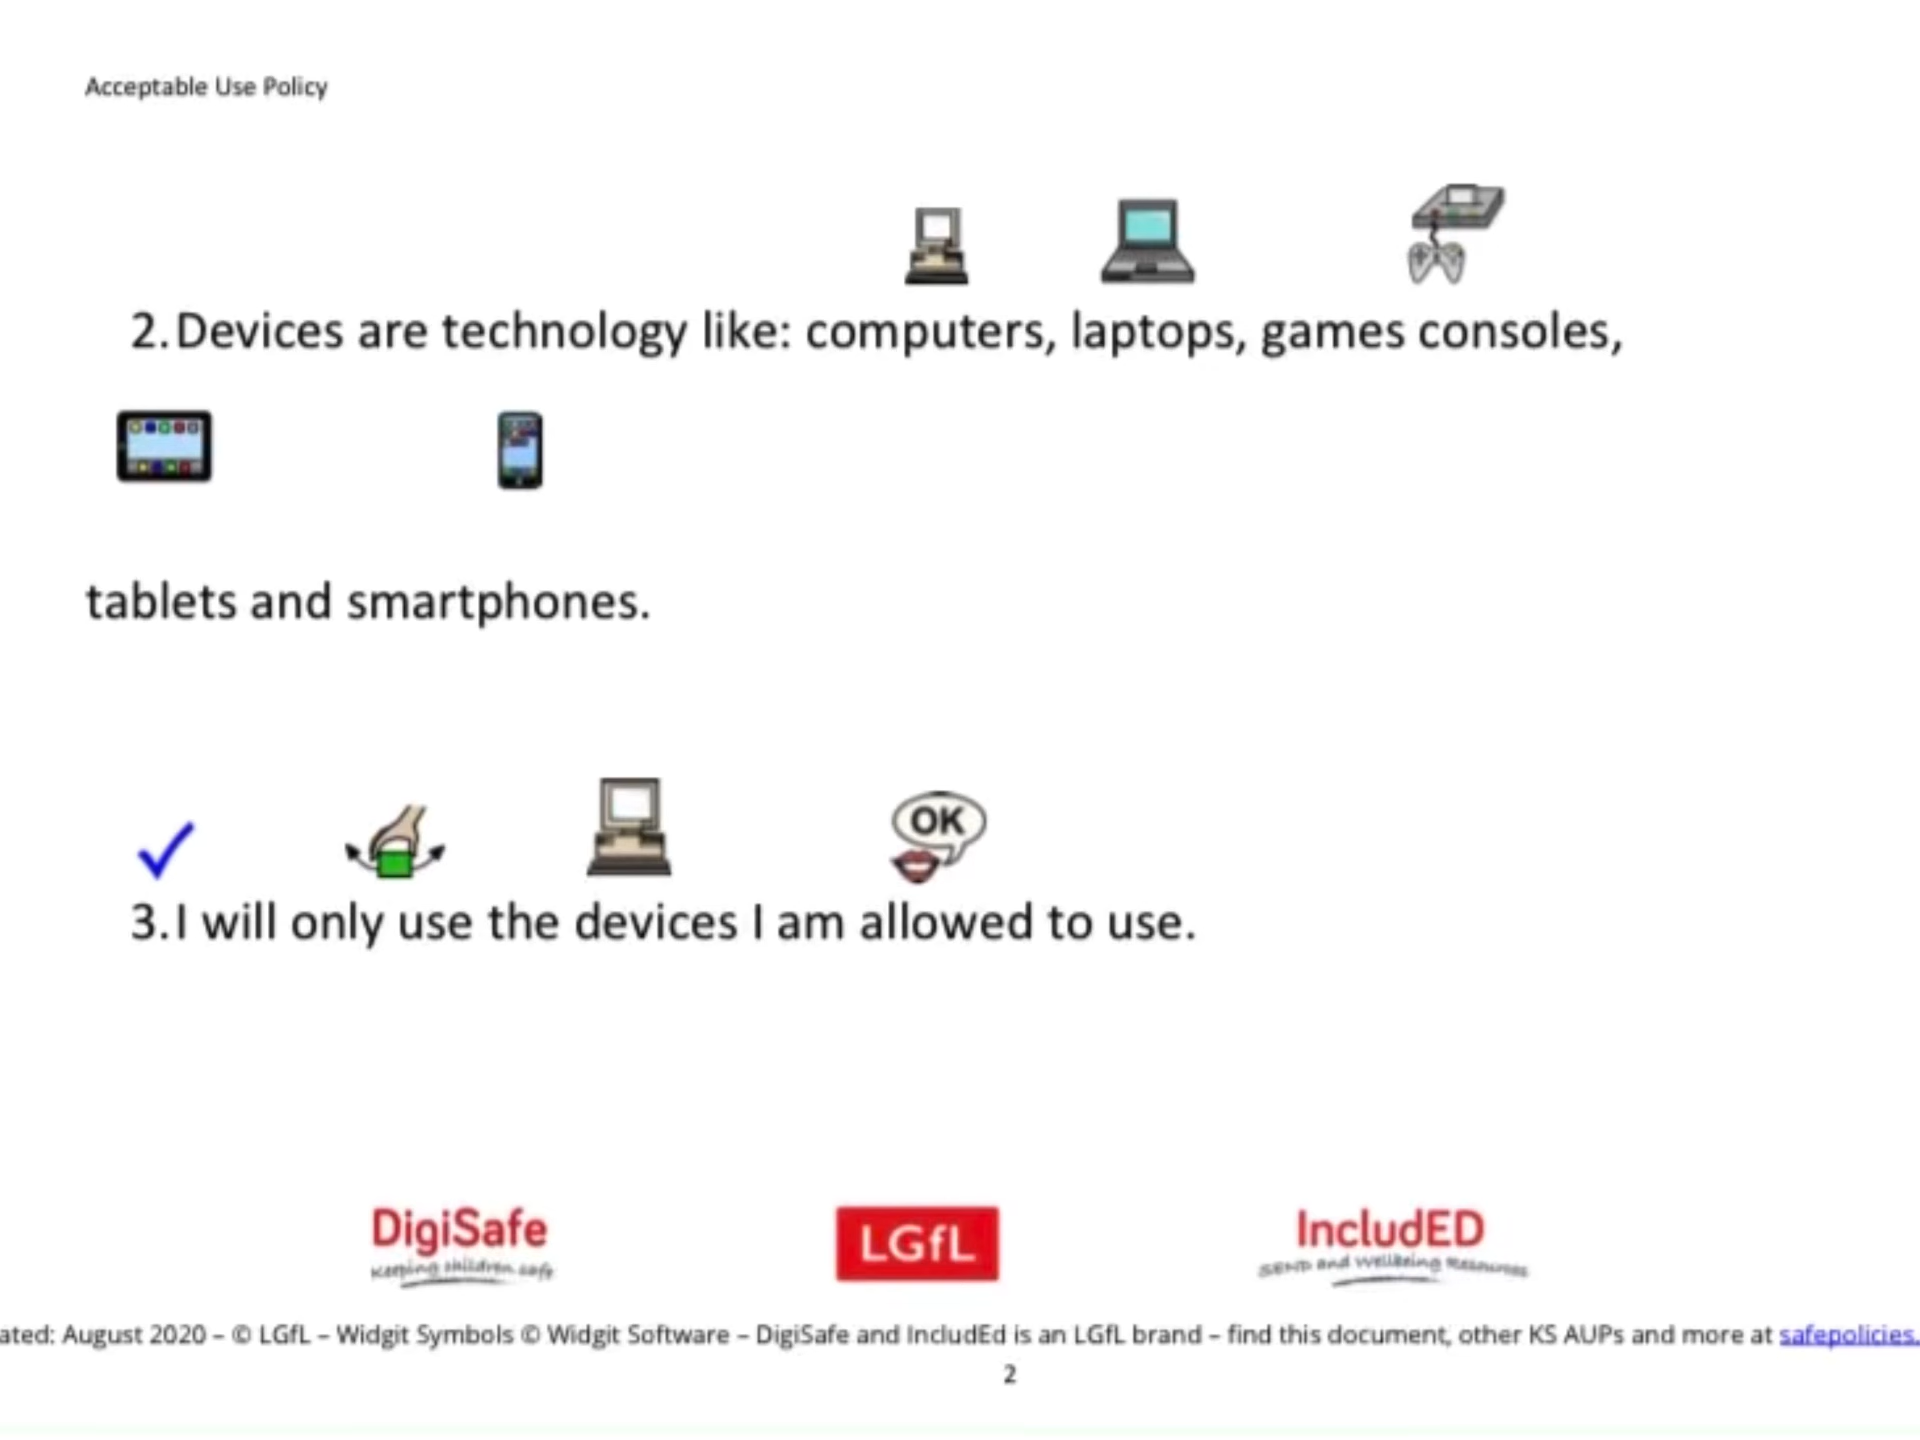 Acceptable Use Policy
2. Devices are technology like: computers, laptops, games consoles,
tablets and smartphones.
OK
3. I will only use the devices I am allowed to use.
DigiSafe
Keeping children safe
LGfL
IncludED
SEND and Wellbeing Resources
ated: August 2020 – © LGfL – Widgit Symbols © Widgit Software – DigiSafe and IncludEd is an LGfL brand – find this document, other KS AUPs and more at safepolicies.
2